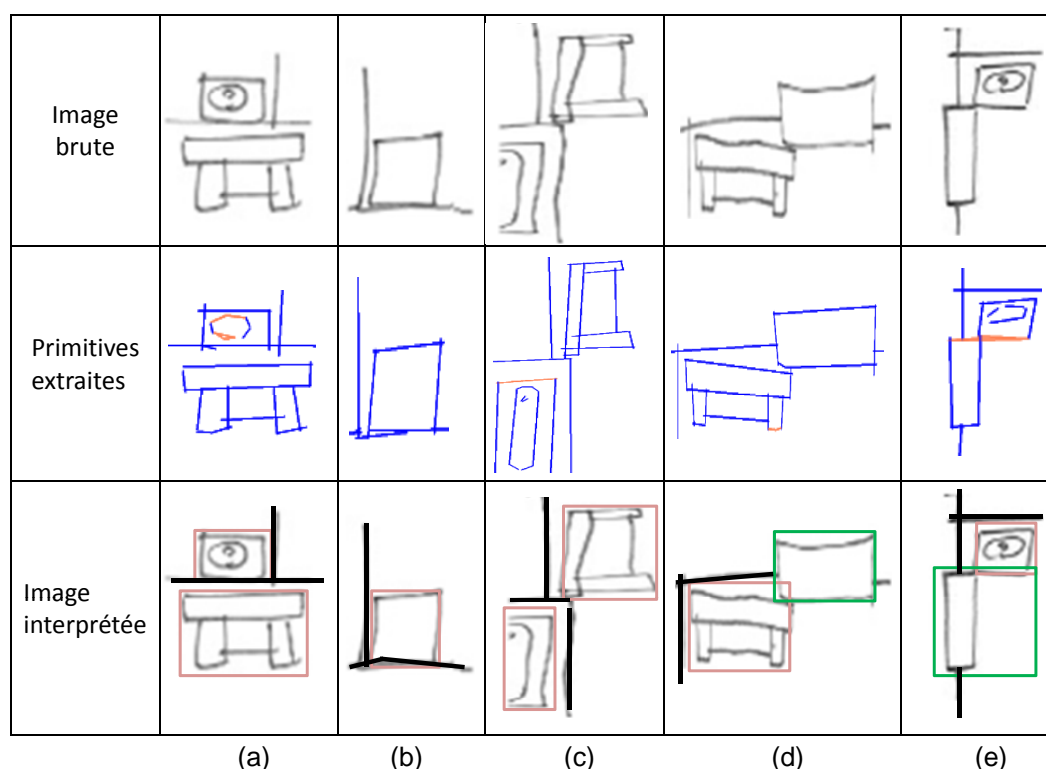 Image
brute
Primitives
extraites
Image
interprétée
(a) (b) (c) (d) (e)